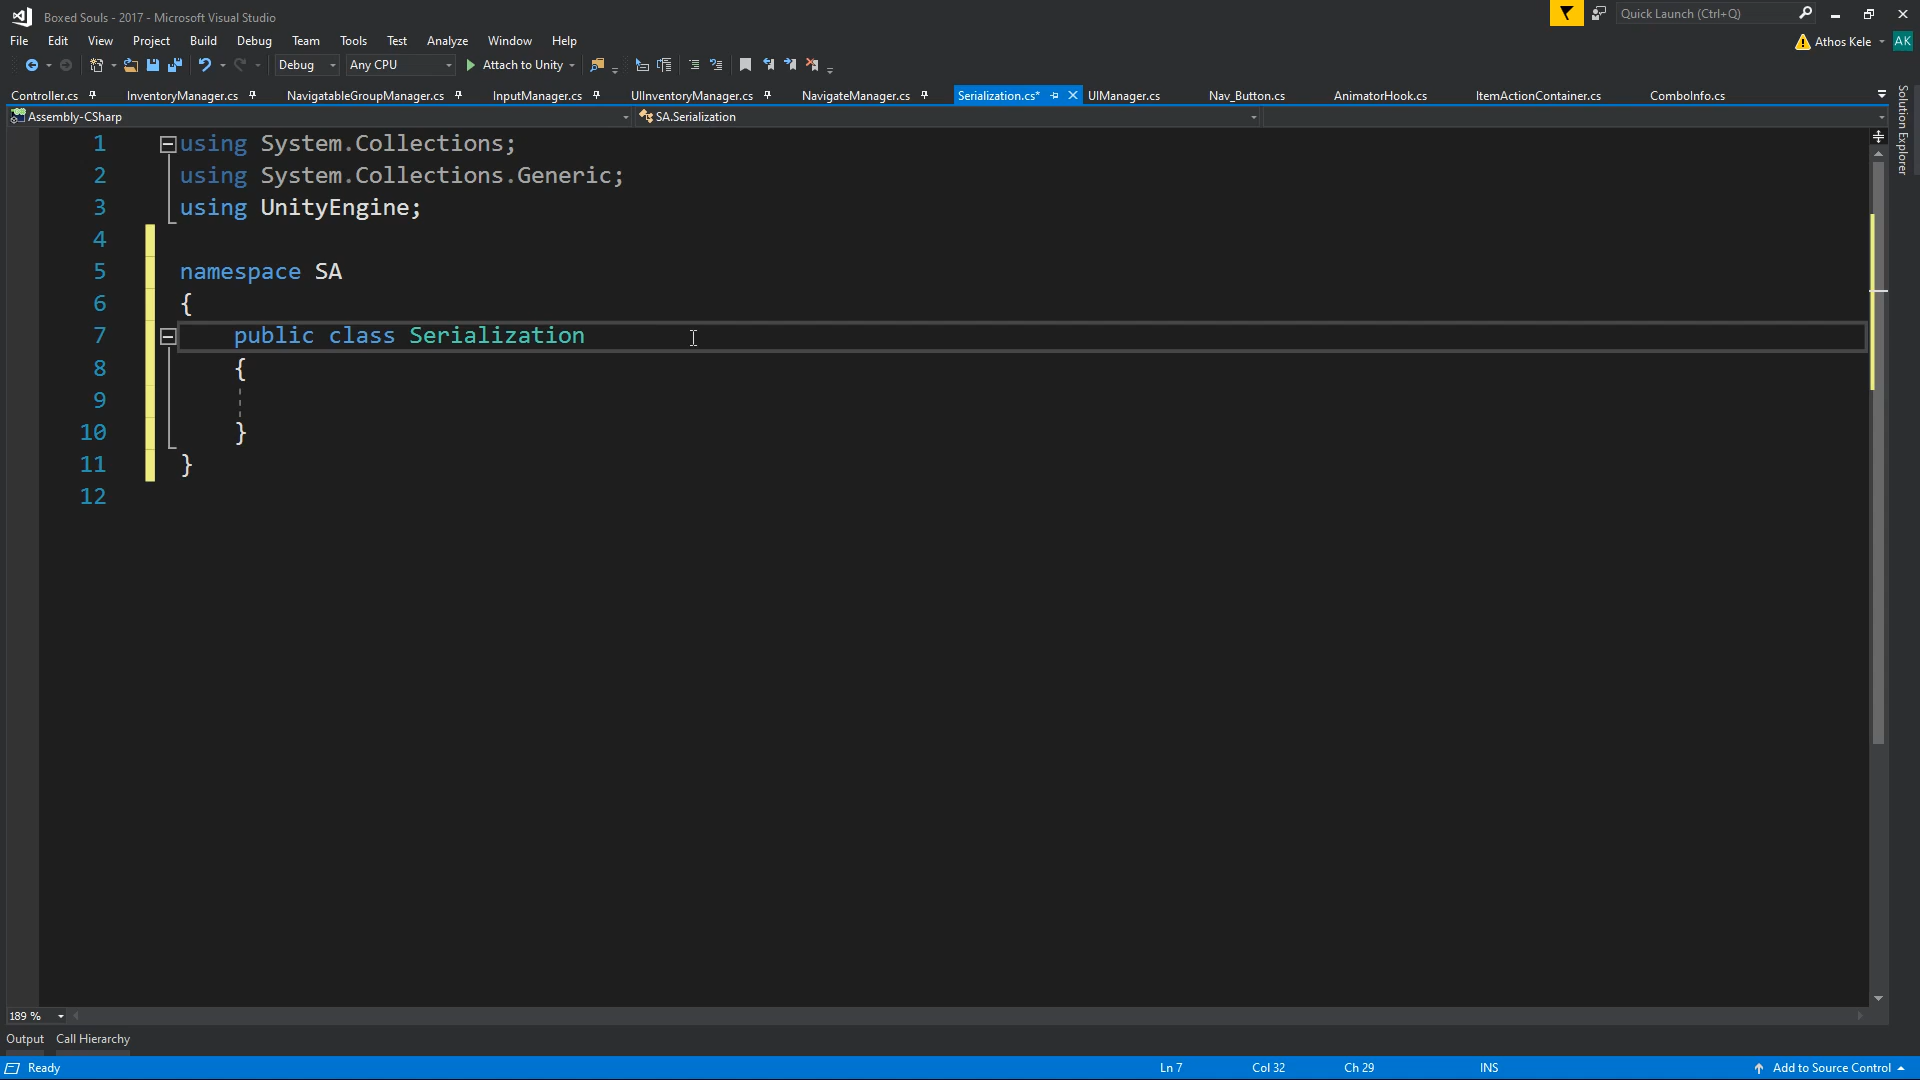 Boxed Souls - 2017 - Microsoft Visual Studio
Quick Launch (Ctrl+Q)
File Edit View Project Build Debug Team Tools Test Analyze Window Help
Athos Kele AK
Debug Any CPU Attach to Unity
Controller.cs InventoryManager.cs NavigatableGroupManager.cs InputManager.cs UIInventoryManager.cs NavigateManager.cs Serialization.cs* UIManager.cs Nav_Button.cs AnimatorHook.cs ItemActionContainer.cs ComboInfo.cs
Solution Explorer
Assembly-CSharp SA.Serialization
1 using System.Collections;
2 using System.Collections.Generic;
3 using UnityEngine;
4
5 namespace SA
6 {
7 public class Serialization
8 {
9
10 }
11 }
12
189 %
Output Call Hierarchy
Ready Ln 7 Col 32 Ch 29 INS Add to Source Control